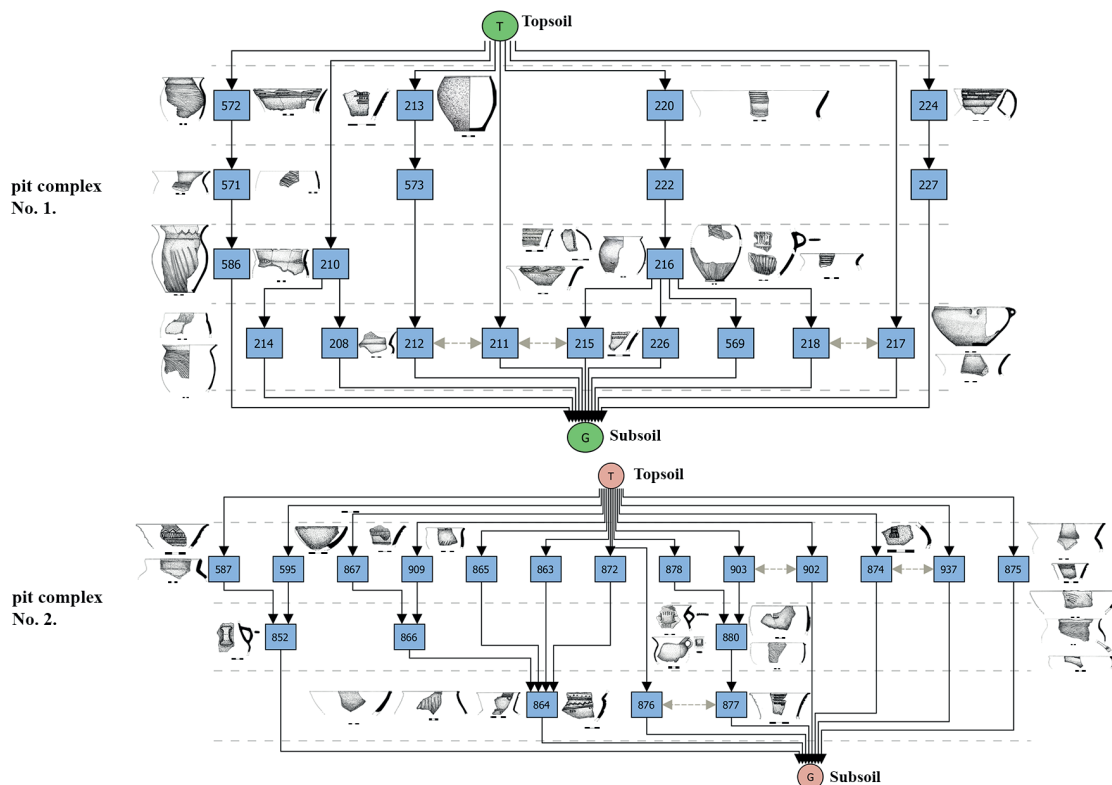 T Topsoil
572 213 220 224
pit complex
No. 1.
571 573 222 227
586 210 216
214 208 212 211 215 226 569 218 217
G Subsoil
T Topsoil
587 595 867 909 865 863 872 878 903 902 874 937 875
pit complex
No. 2.
852 866 880
864 876 877
G Subsoil